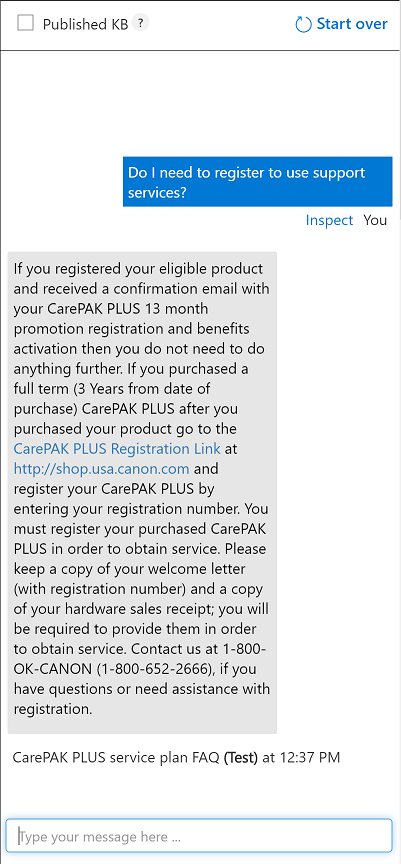 Published KB ?
Start over
Do I need to register to use support
services?
Inspect You
If you registered your eligible product
and received a confirmation email with
your CarePAK PLUS 13 month
promotion registration and benefits
activation then you do not need to do
anything further. If you purchased a
full term (3 Years from date of
purchase) CarePAK PLUS after you
purchased your product go to the
CarePAK PLUS Registration Link at
http://shop.usa.canon.com and
register your CarePAK PLUS by
entering your registration number. You
must register your purchased CarePAK
PLUS in order to obtain service. Please
keep a copy of your welcome letter
(with registration number) and a copy
of your hardware sales receipt; you will
be required to provide them in order
to obtain service. Contact us at 1-800-
OK-CANON (1-800-652-2666), if you
have questions or need assistance with
registration.
CarePAK PLUS service plan FAQ (Test) at 12:37 PM
Type your message here ...